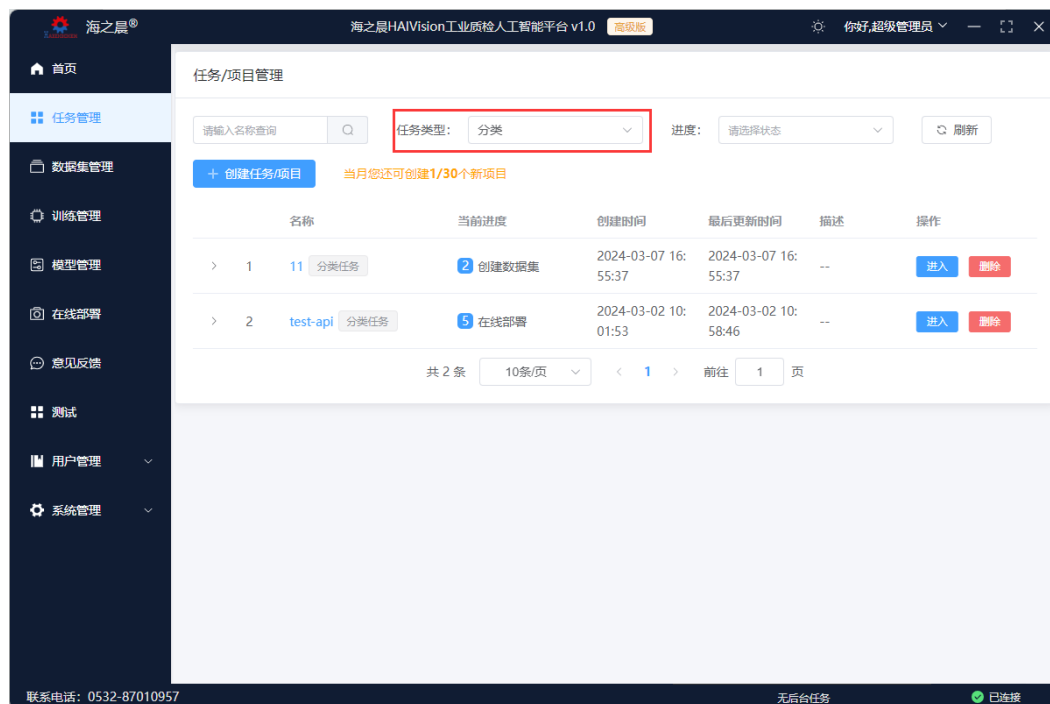 海之晨® 海之晨HAIVision工业质检人工智能平台 v1.0 高级版 你好,超级管理员
首页
任务管理
数据集管理
训练管理
模型管理
在线部署
意见反馈
测试
用户管理
系统管理
任务/项目管理
请输入名称查询 任务类型: 分类 进度: 请选择状态 刷新
+ 创建任务/项目 当月您还可创建1/30个新项目
名称 当前进度 创建时间 最后更新时间 描述 操作
1 11 分类任务 2 创建数据集 2024-03-07 16: 2024-03-07 16: -- 进入 删除
55:37 55:37
2 test-api 分类任务 5 在线部署 2024-03-02 10: 2024-03-02 10: -- 进入 删除
01:53 58:46
共 2 条 10条/页 1 前往 1 页
联系电话: 0532-87010957 无后台任务 已连接